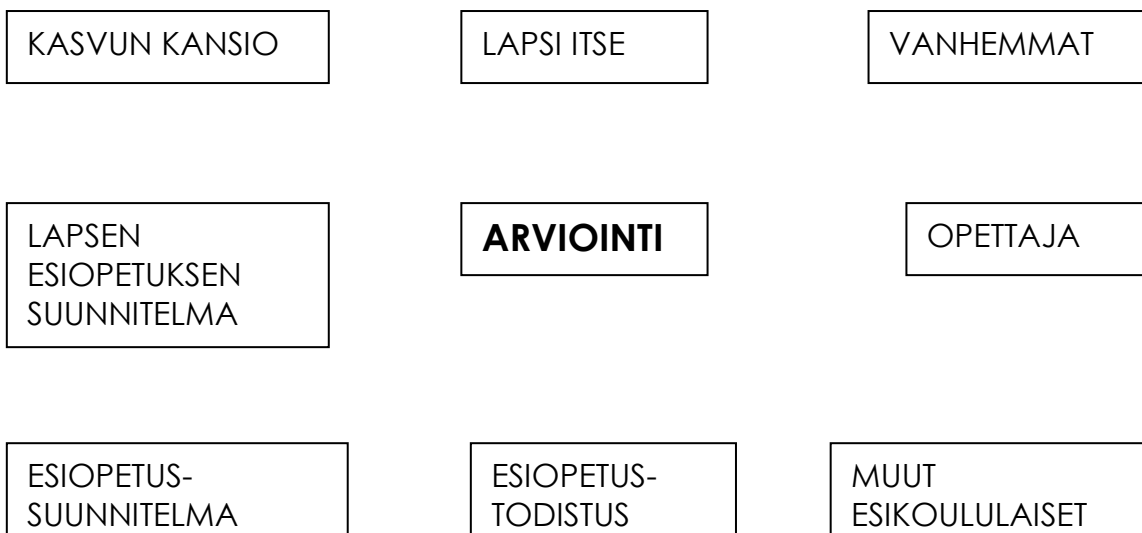 KASVUN KANSIO
LAPSI ITSE
VANHEMMAT
LAPSEN
ESIOPETUKSEN
SUUNNITELMA
ARVIOINTI
OPETTAJA
ESIOPETUS-
SUUNNITELMA
ESIOPETUS-
TODISTUS
MUUT
ESIKOULULAISET